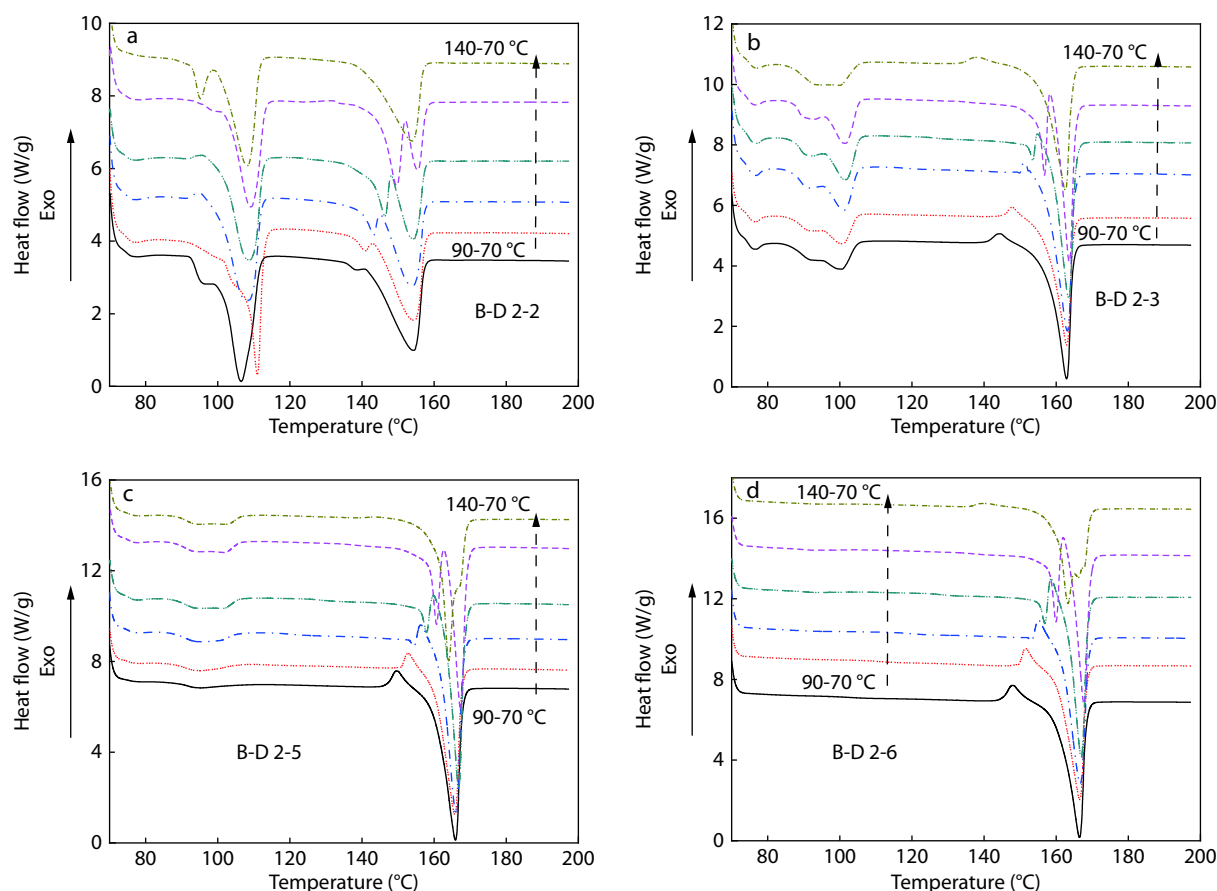 a
140-70 °C
90-70 °C
B-D 2-2
Heat flow (W/g)
Exo
10
8
6
4
2
0
80 100 120 140 160 180 200
Temperature (°C)
b
140-70 °C
90-70 °C
B-D 2-3
Heat flow (W/g)
Exo
12
10
8
6
4
2
0
80 100 120 140 160 180 200
Temperature (°C)
c
140-70 °C
90-70 °C
B-D 2-5
Heat flow (W/g)
Exo
16
12
8
4
0
80 100 120 140 160 180 200
Temperature (°C)
d
140-70 °C
90-70 °C
B-D 2-6
Heat flow (W/g)
Exo
16
12
8
4
0
80 100 120 140 160 180 200
Temperature (°C)